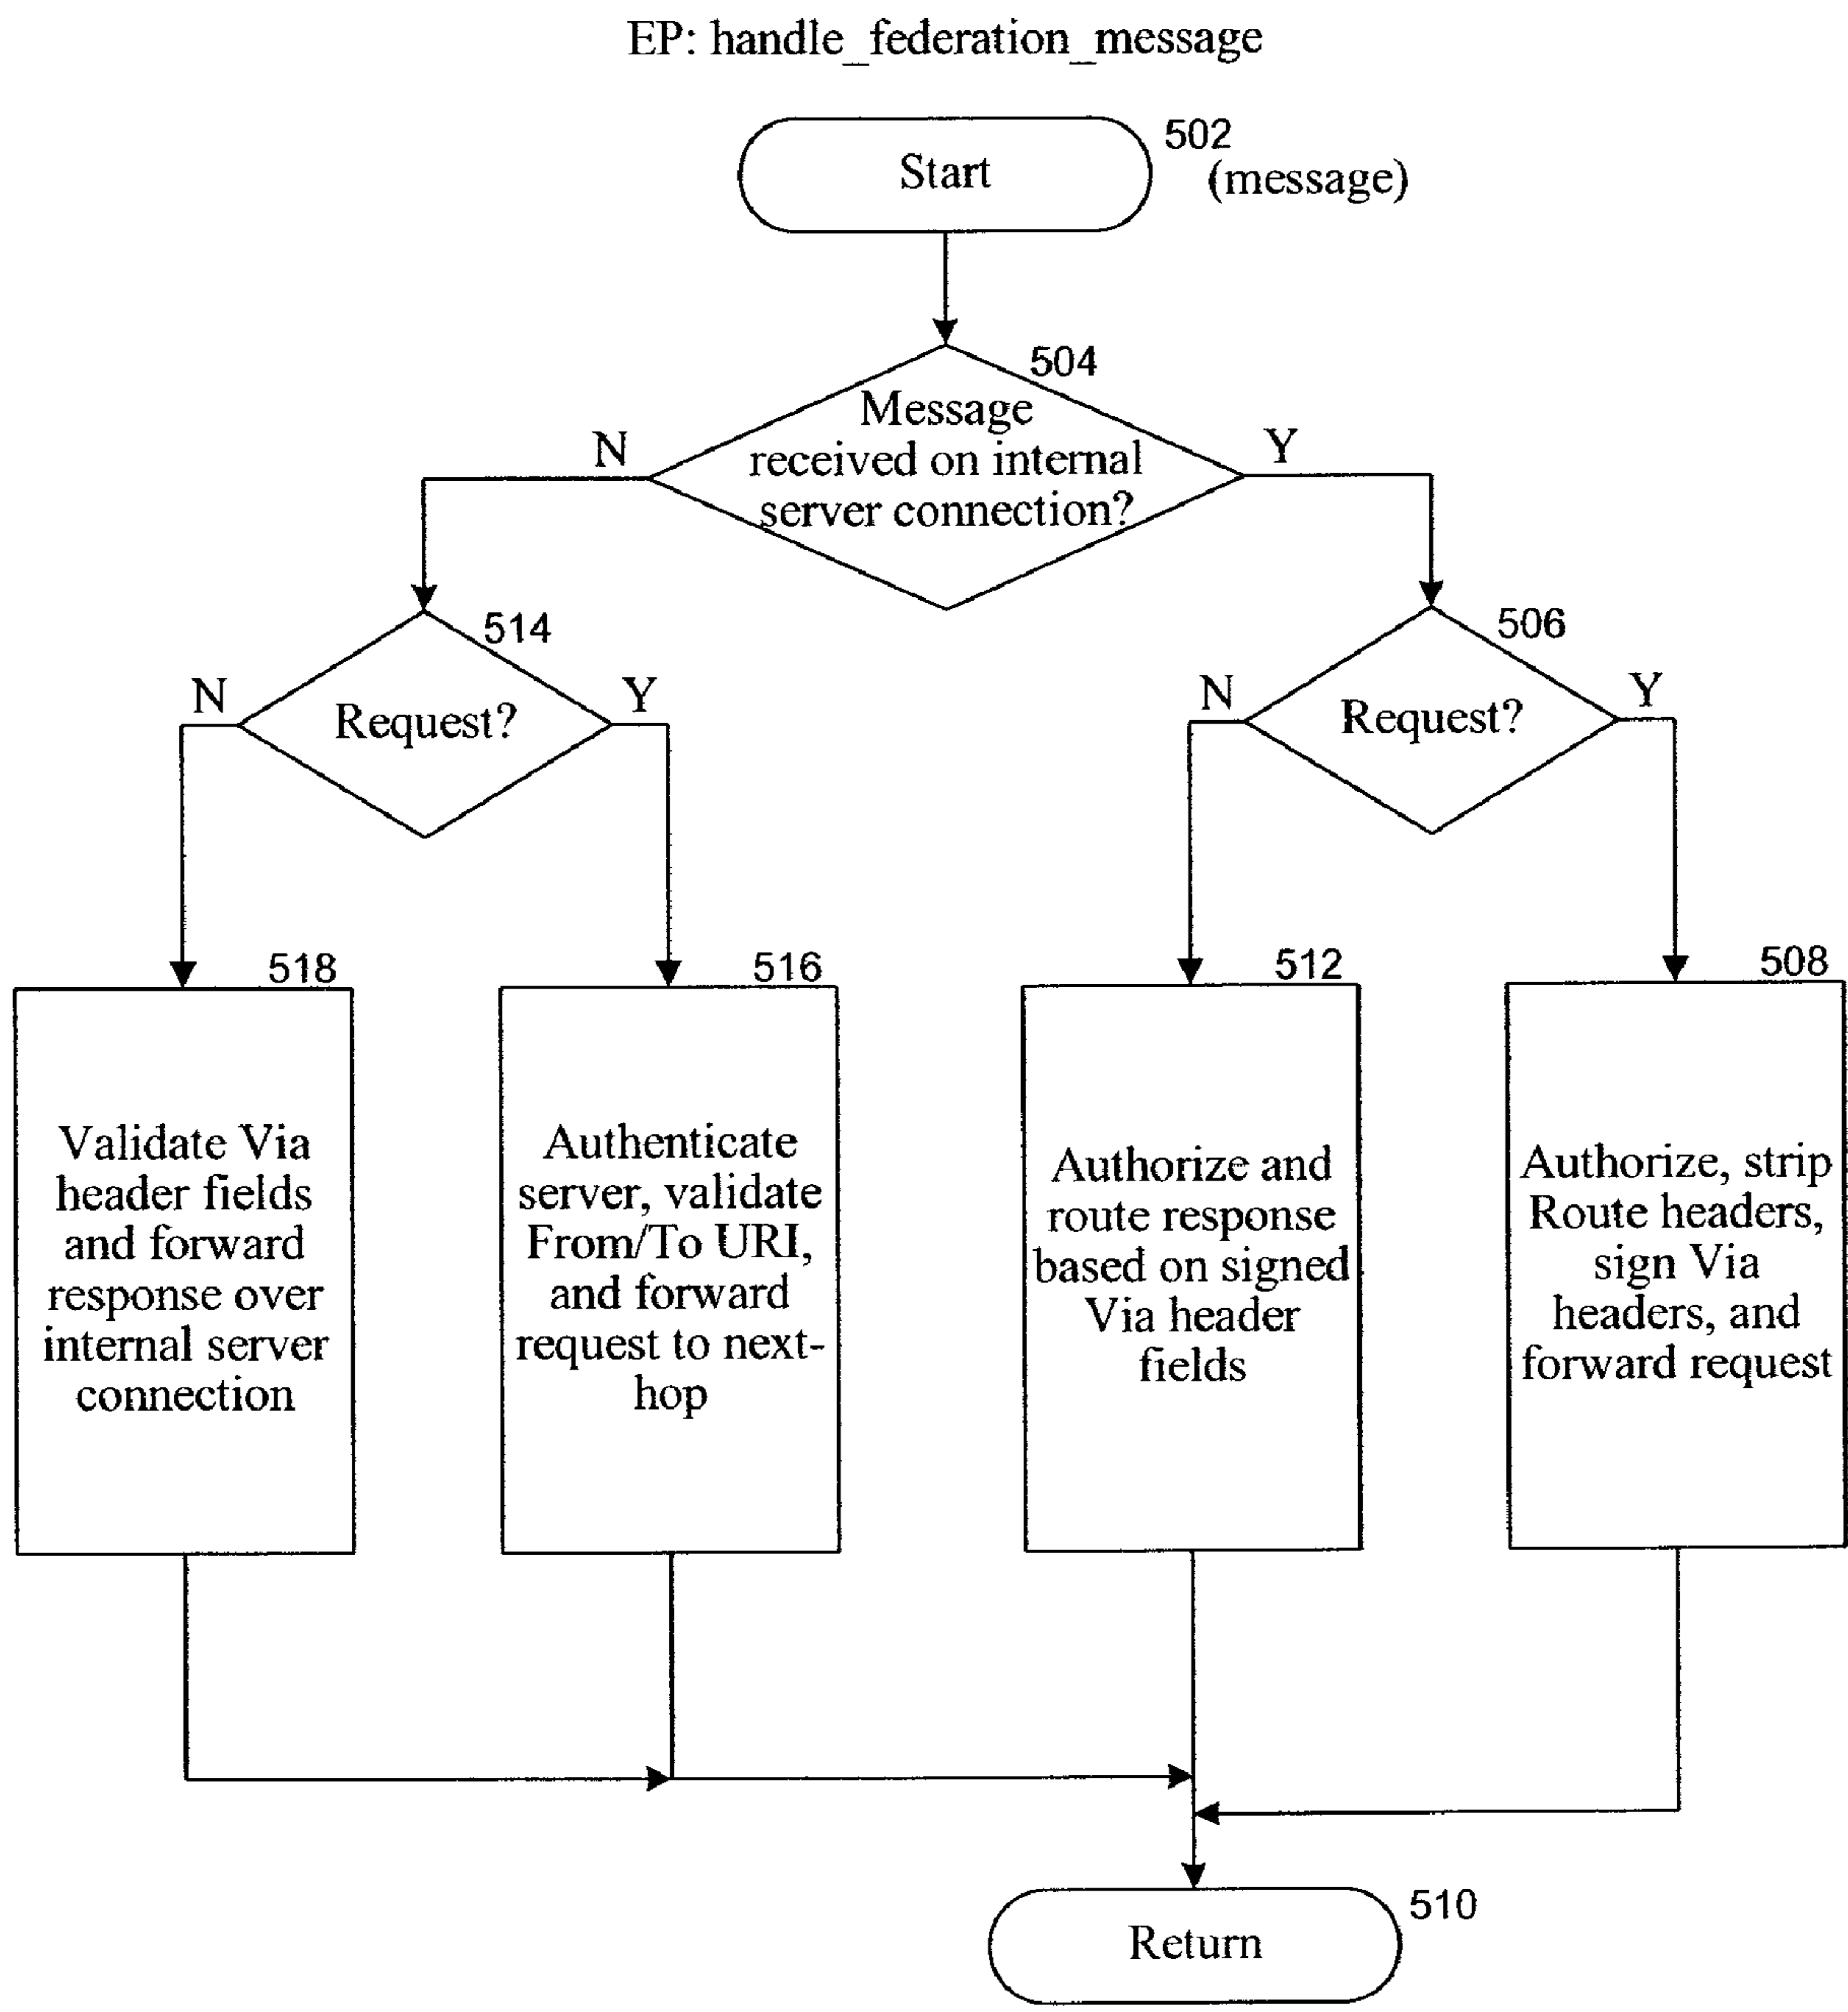 EP: handle_federation_message
Start
502
(message)
504
Message
received on internal
server connection?
N
Y
514
Request?
N
Y
506
Request?
N
Y
518
Validate Via
header fields
and forward
response over
internal server
connection
516
Authenticate
server, validate
From/To URI,
and forward
request to next-
hop
512
Authorize and
route response
based on signed
Via header
fields
508
Authorize, strip
Route headers,
sign Via
headers, and
forward request
510
Return